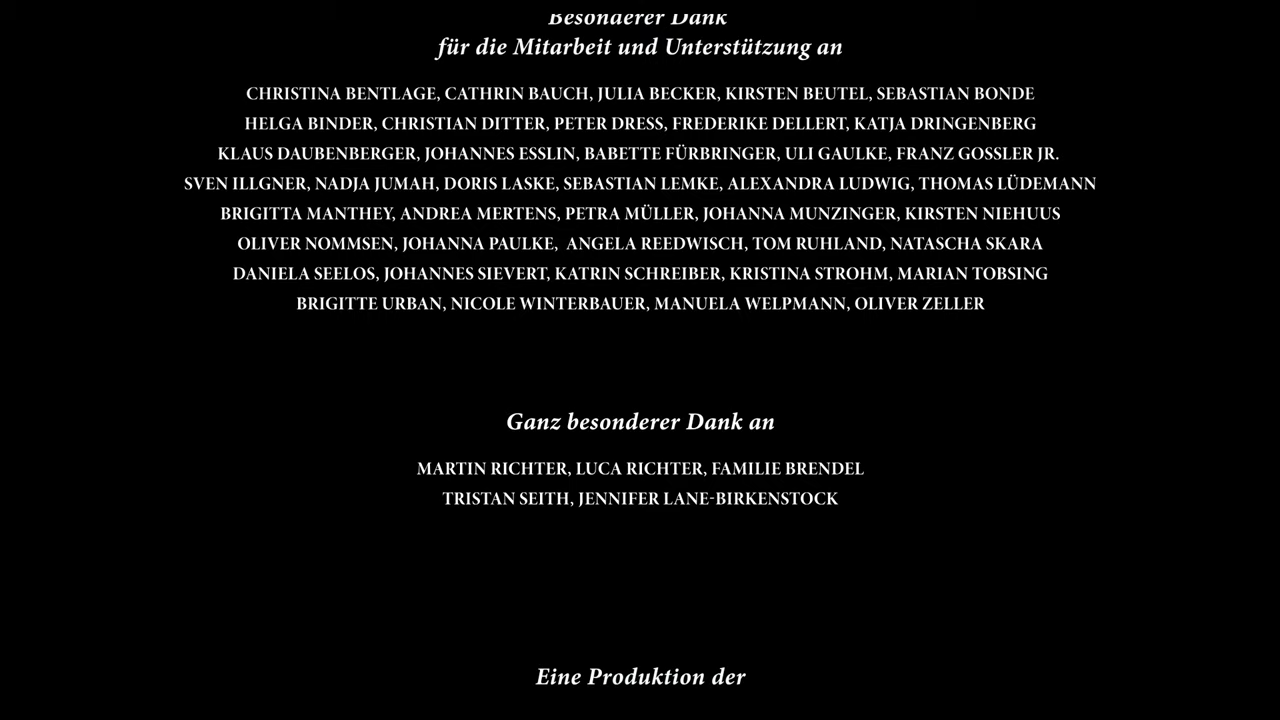 Besonderer Dank
für die Mitarbeit und Unterstützung an
CHRISTINA BENTLAGE, CATHRIN BAUCH, JULIA BECKER, KIRSTEN BEUTEL, SEBASTIAN BONDE
HELGA BINDER, CHRISTIAN DITTER, PETER DRESS, FREDERIKE DELLERT, KATJA DRINGENBERG
KLAUS DAUBENBERGER, JOHANNES ESSLIN, BABETTE FÜRBRINGER, ULI GAULKE, FRANZ GOSSLER JR.
SVEN ILLGNER, NADJA JUMAH, DORIS LASKE, SEBASTIAN LEMKE, ALEXANDRA LUDWIG, THOMAS LÜDEMANN
BRIGITTA MANTHEY, ANDREA MERTENS, PETRA MÜLLER, JOHANNA MUNZINGER, KIRSTEN NIEHUUS
OLIVER NOMMSEN, JOHANNA PAULKE, ANGELA REEDWISCH, TOM RUHLAND, NATASCHA SKARA
DANIELA SEELOS, JOHANNES SIEVERT, KATRIN SCHREIBER, KRISTINA STROHM, MARIAN TOBSING
BRIGITTE URBAN, NICOLE WINTERBAUER, MANUELA WELPMANN, OLIVER ZELLER
Ganz besonderer Dank an
MARTIN RICHTER, LUCA RICHTER, FAMILIE BRENDEL
TRISTAN SEITH, JENNIFER LANE-BIRKENSTOCK
Eine Produktion der